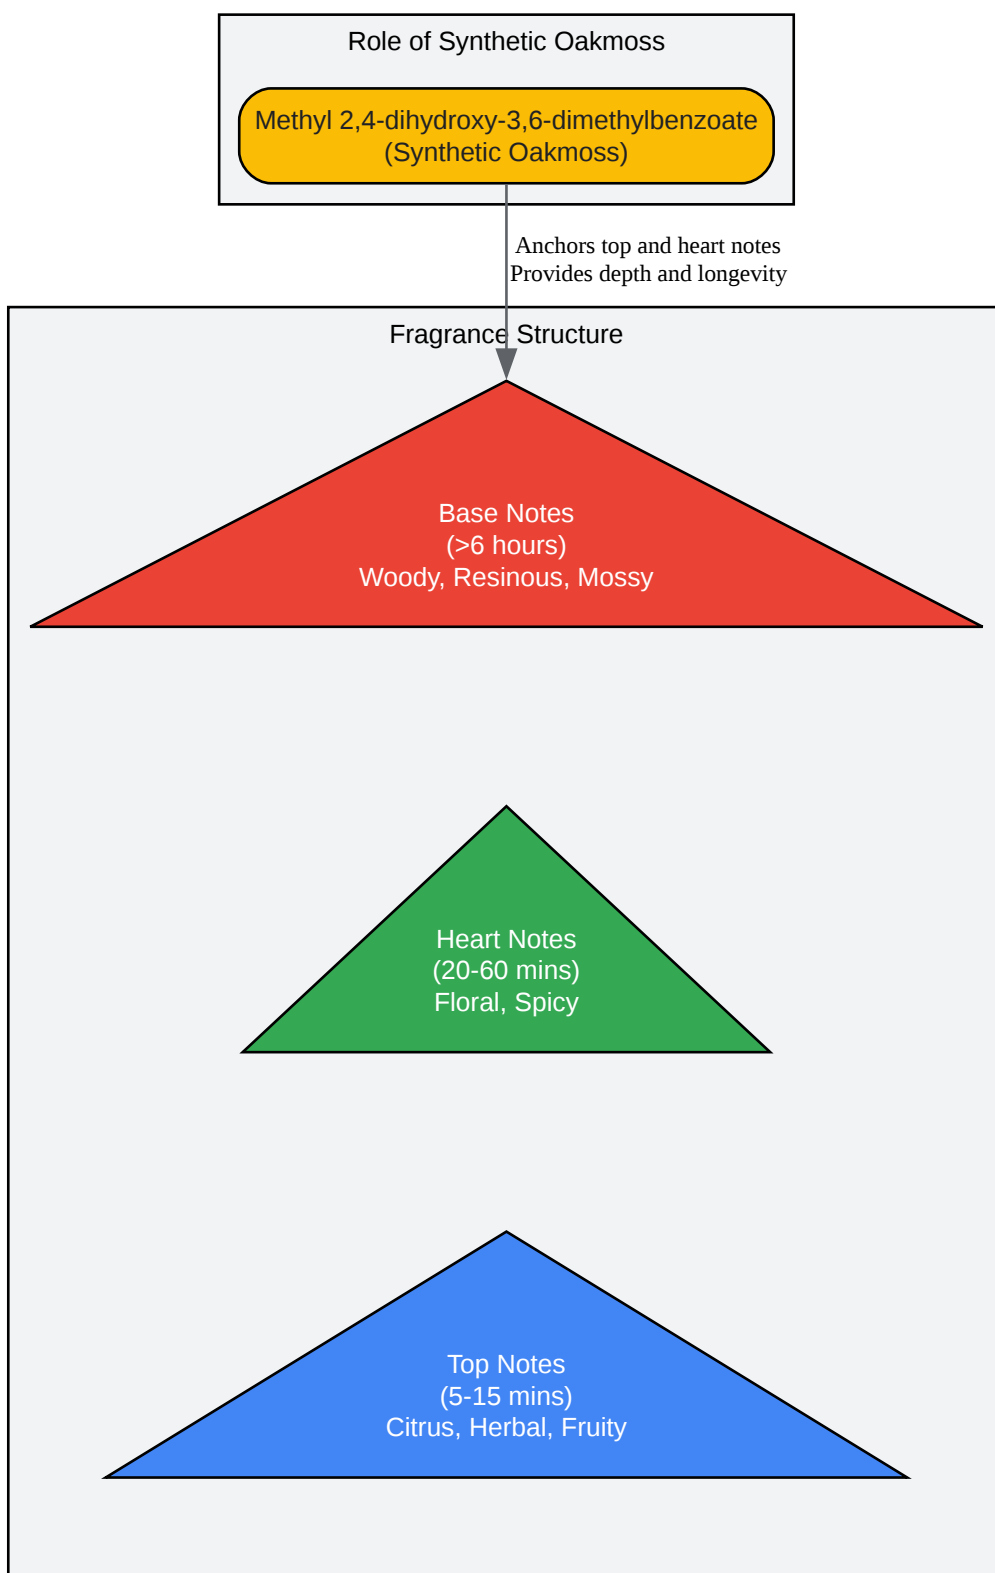 Role of Synthetic Oakmoss
Methyl 2,4-dihydroxy-3,6-dimethylbenzoate
(Synthetic Oakmoss)
Anchors top and heart notes
Provides depth and longevity
Fragrance Structure
Base Notes
(>6 hours)
Woody, Resinous, Mossy
Heart Notes
(20-60 mins)
Floral, Spicy
Top Notes
(5-15 mins)
Citrus, Herbal, Fruity